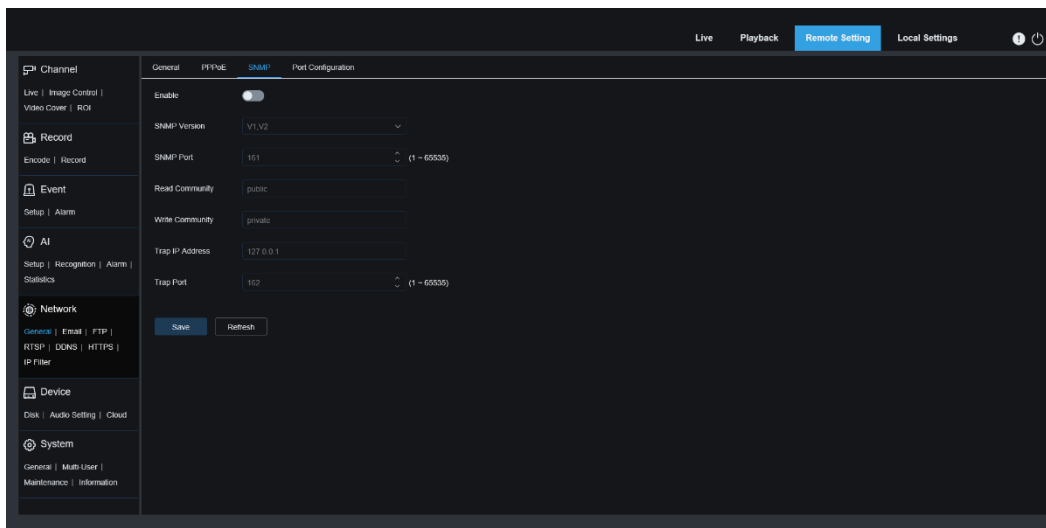 Live Playback Remote Setting Local Settings
Channel
Live | Image Control |
Video Cover | ROI
Record
Encode | Record
Event
Setup | Alarm
AI
Setup | Recognition | Alarm |
Statistics
Network
General | Email | FTP |
RTSP | DDNS | HTTPS |
IP Filter
Device
Disk | Audio Setting | Cloud
System
General | Multi-User |
Maintenance | Information
General PPPoE SNMP Port Configuration
Enable
SNMP Version V1,V2
SNMP Port 161 (1 ~ 65535)
Read Community public
Write Community private
Trap IP Address 127.0.0.1
Trap Port 162 (1 ~ 65535)
Save Refresh